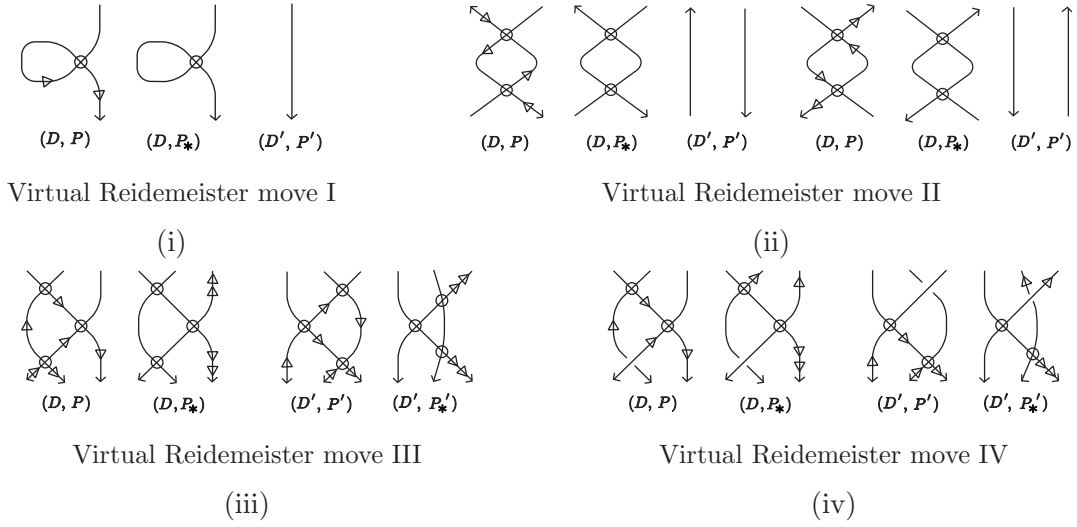 (D, P) (D,P*) (D′, P′) (D, P) (D,P*) (D′, P′) (D, P) (D,P*) (D′, P′)
Virtual Reidemeister move I Virtual Reidemeister move II
(i) (ii)
(D, P) (D,P*) (D′, P′) (D′, P*′) (D, P) (D,P*) (D′, P′) (D′, P*′)
Virtual Reidemeister move III Virtual Reidemeister move IV
(iii) (iv)